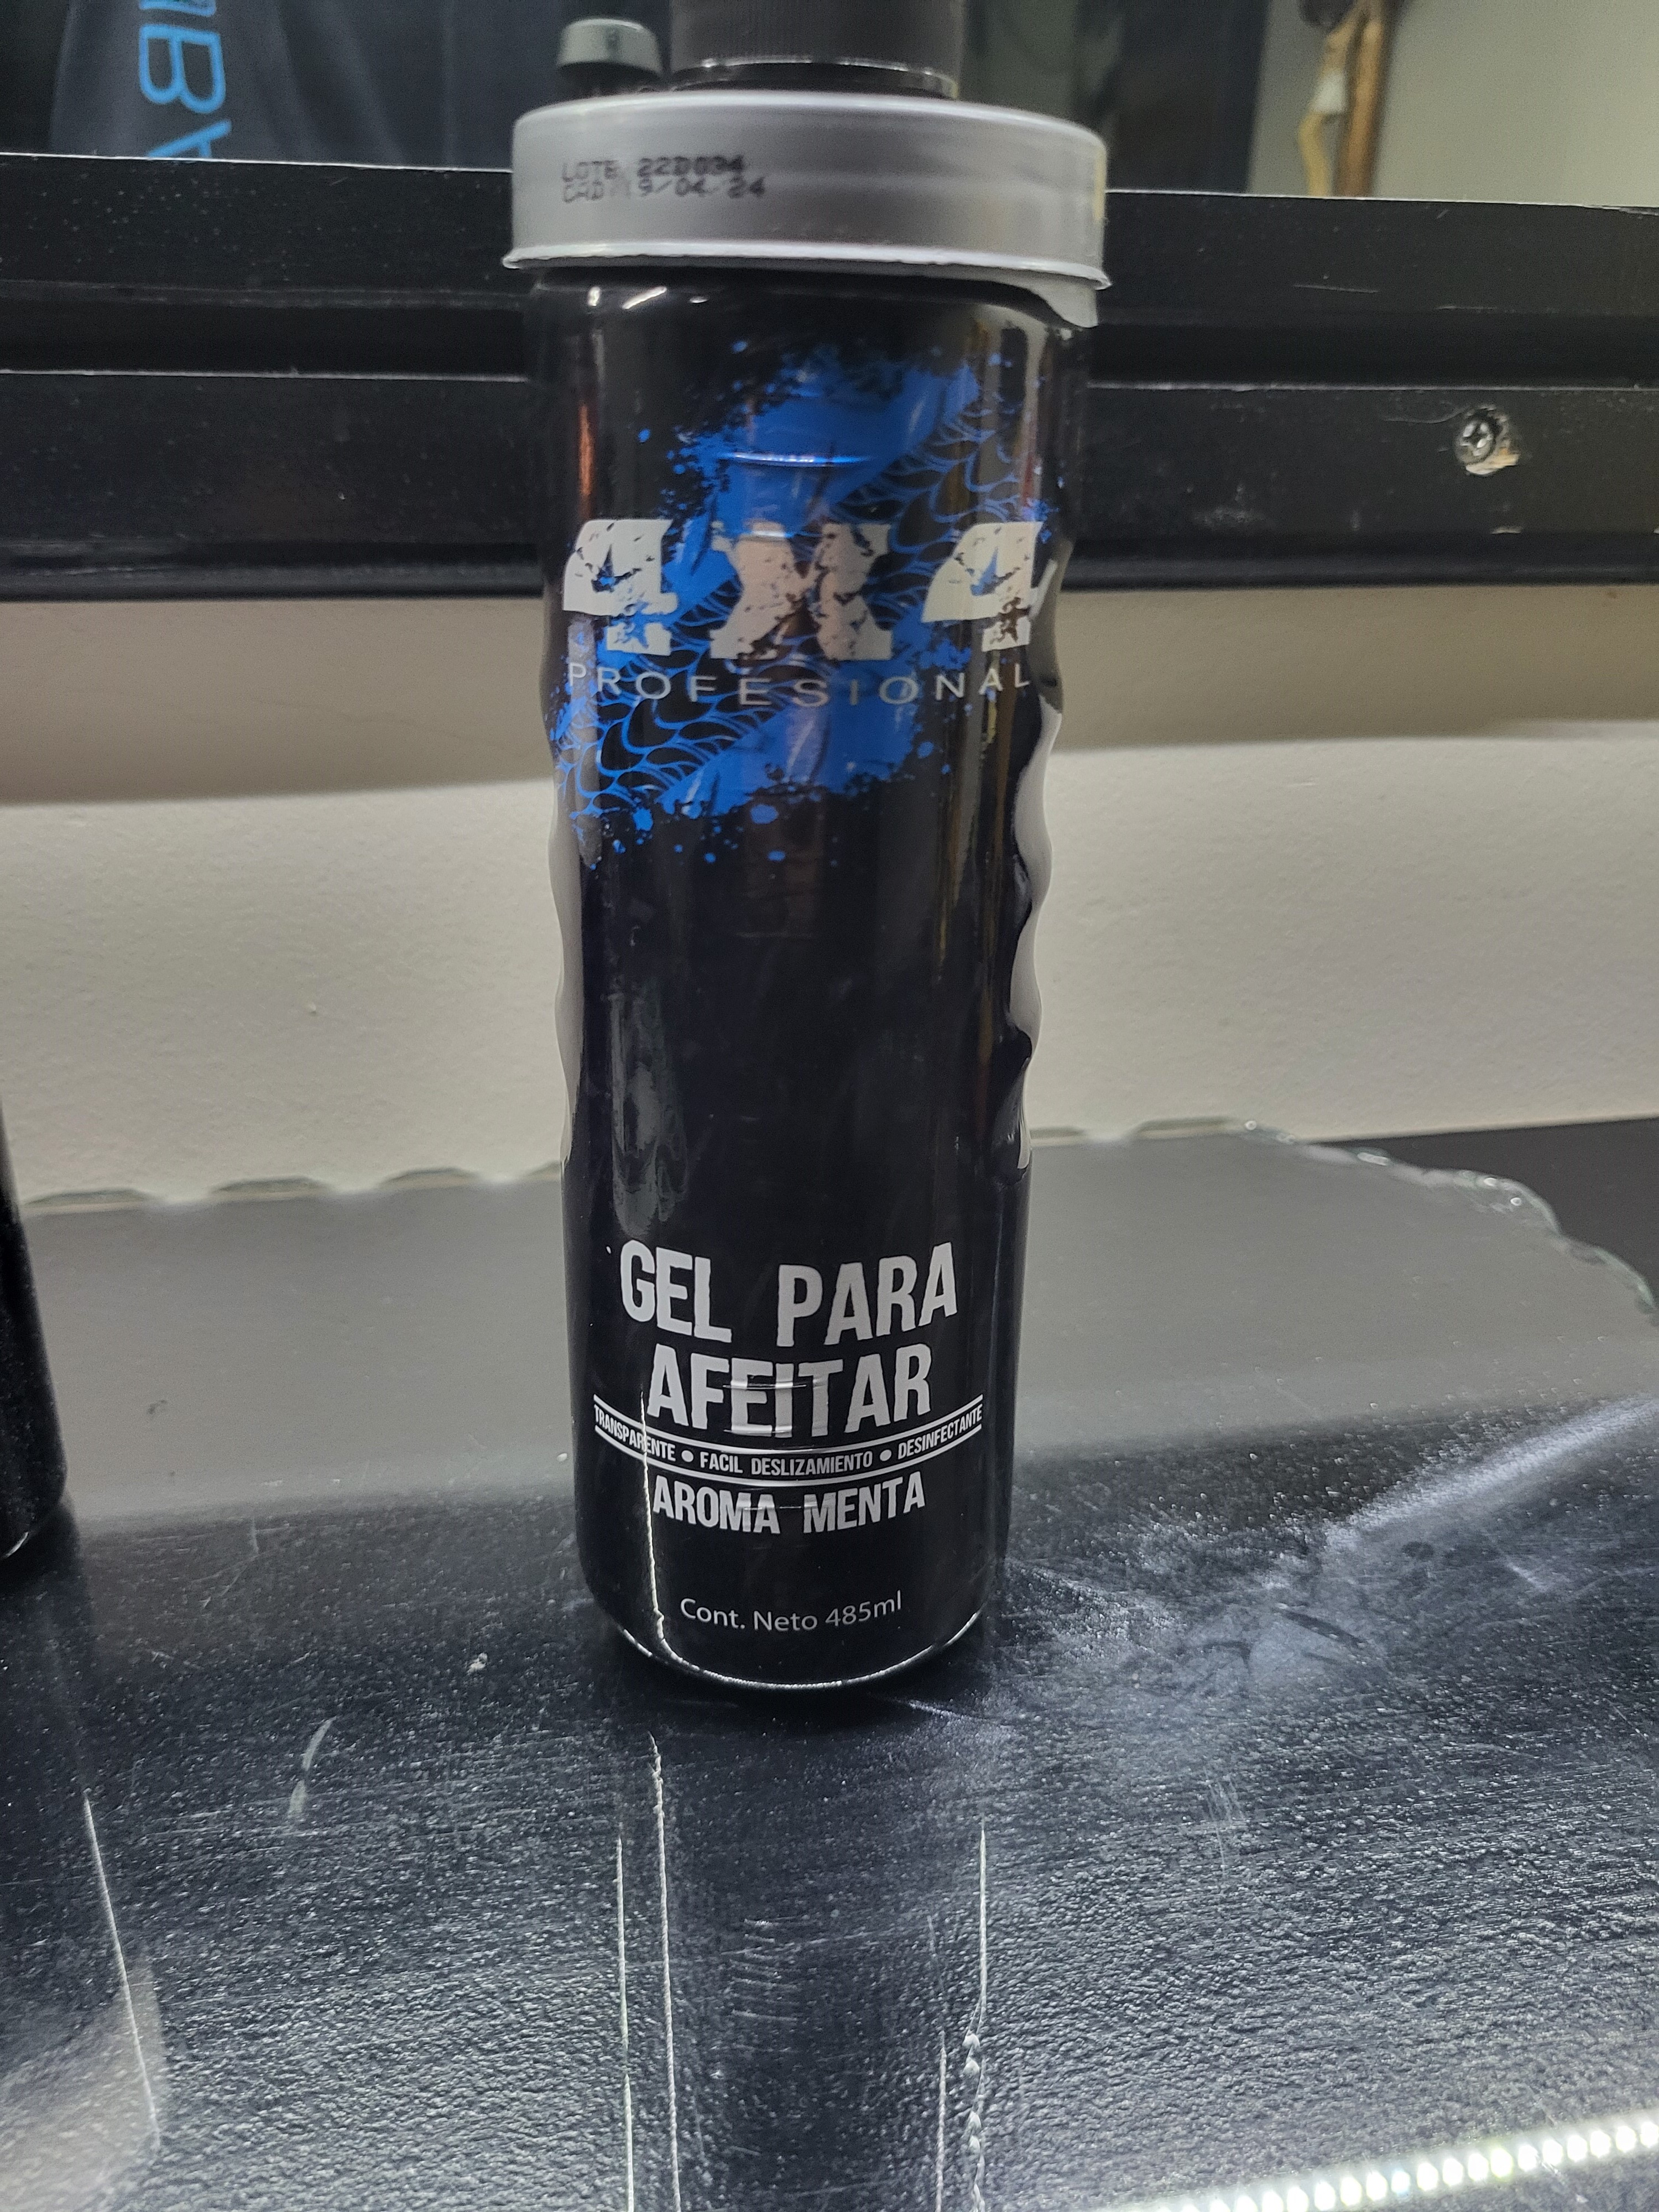 LOTE 22D094
CAD 19/04/24
4X4
PROFESIONAL
GEL PARA
AFEITAR
TRANSPARENTE • FACIL DESLIZAMIENTO • DESINFECTANTE
AROMA MENTA
Cont. Neto 485ml